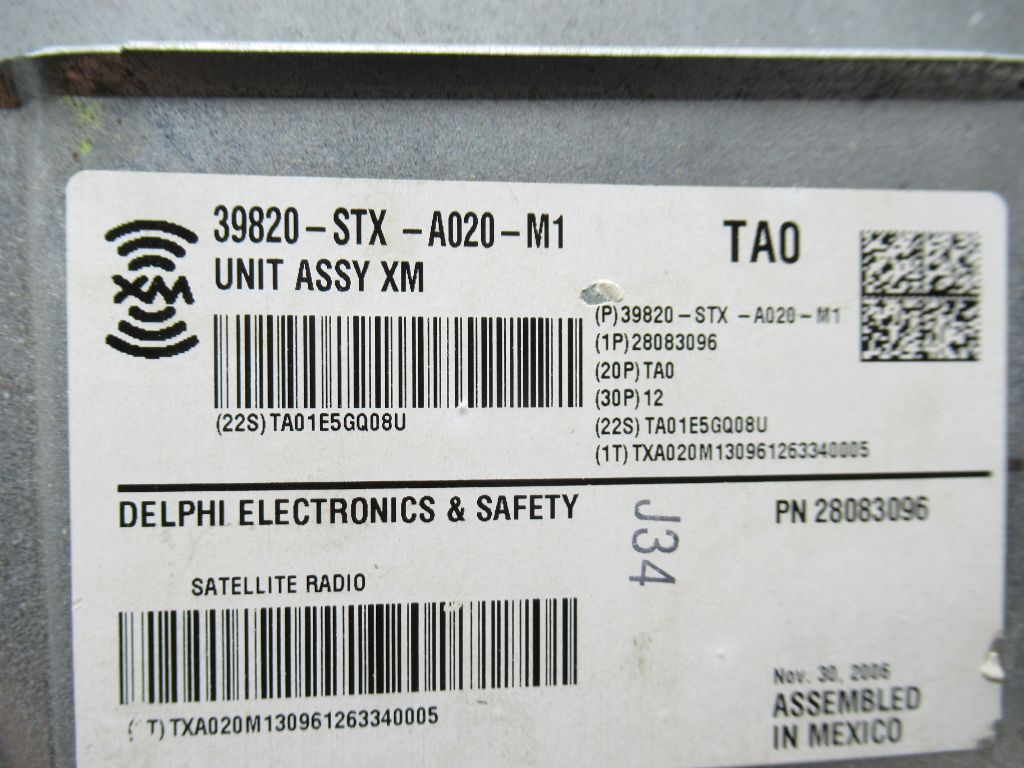 39820-STX -A020-M1
UNIT ASSY XM
TA0
XM
(22S) TA01E5GQ08U
(P)39820-STX -A020-M1
(1P)28083096
(20P) TA0
(30P) 12
(22S) TA01E5GQ08U
(1T) TXA020M130961263340005
DELPHI ELECTRONICS & SAFETY
J34
PN 28083096
SATELLITE RADIO
(1T) TXA020M130961263340005
Nov. 30, 2006
ASSEMBLED
IN MEXICO